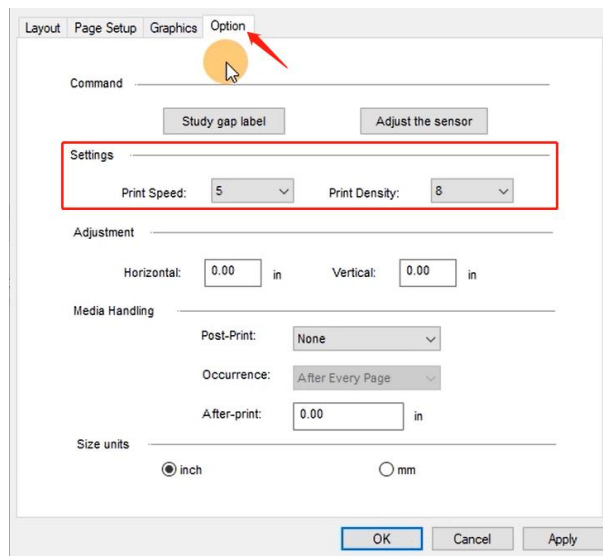 Layout Page Setup Graphics Option
Command
Study gap label Adjust the sensor
Settings
Print Speed: 5 Print Density: 8
Adjustment
Horizontal: 0.00 in Vertical: 0.00 in
Media Handling
Post-Print: None
Occurrence: After Every Page
After-print: 0.00 in
Size units
inch mm
OK Cancel Apply